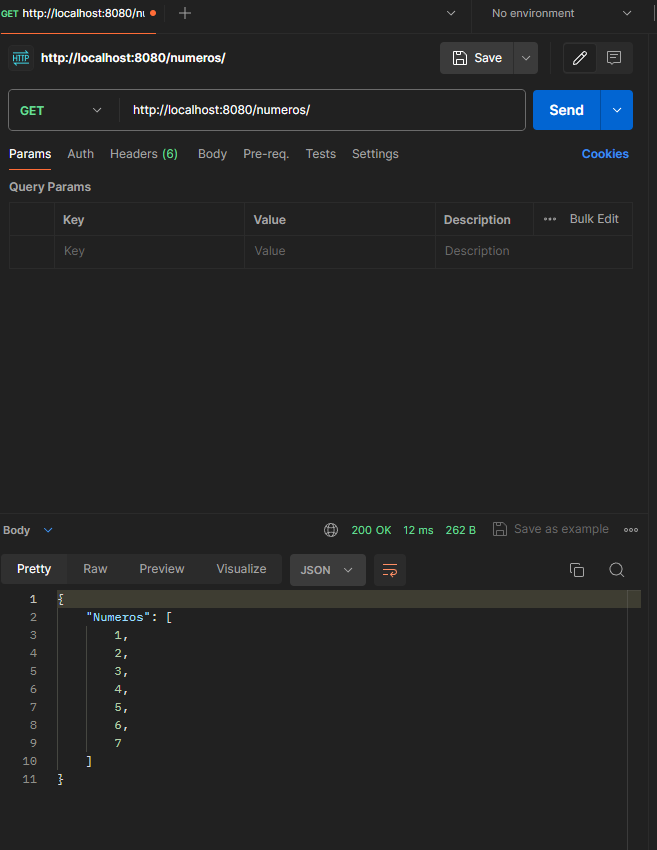 GET http://localhost:8080/nu No environment
HTTP http://localhost:8080/numeros/ Save
GET http://localhost:8080/numeros/ Send
Params Auth Headers (6) Body Pre-req. Tests Settings Cookies
Query Params
Key Value Description Bulk Edit
Key Value Description
Body 200 OK 12 ms 262 B Save as example
Pretty Raw Preview Visualize JSON
1 {
2 "Numeros": [
3 1,
4 2,
5 3,
6 4,
7 5,
8 6,
9 7
10 ]
11 }